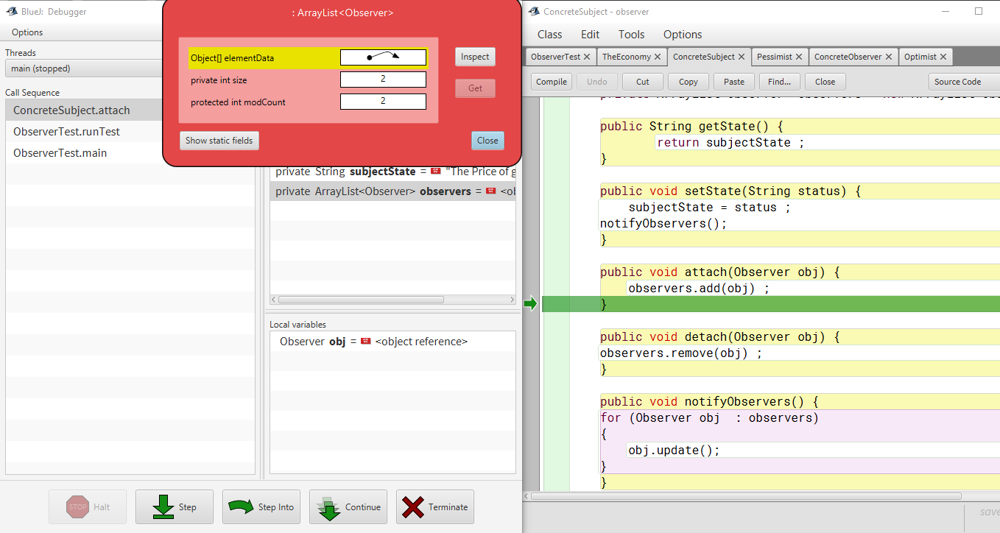 BlueJ: Debugger
Options
Threads
main (stopped)
Call Sequence
ConcreteSubject.attach
ObserverTest.runTest
ObserverTest.main
: ArrayList<Observer>
Object[] elementData
private int size
2
protected int modCount
2
Inspect
Get
Show static fields
Close
private String subjectState = "The Price of g
private ArrayList<Observer> observers = <ob
Local variables
Observer obj = <object reference>
STOP Halt
Step
Step Into
Continue
Terminate
ConcreteSubject - observer
Class Edit Tools Options
ObserverTest TheEconomy ConcreteSubject Pessimist ConcreteObserver Optimist
Compile Undo Cut Copy Paste Find... Close Source Code
public String getState() {
return subjectState ;
}
public void setState(String status) {
subjectState = status ;
notifyObservers();
}
public void attach(Observer obj) {
observers.add(obj) ;
}
public void detach(Observer obj) {
observers.remove(obj) ;
}
public void notifyObservers() {
for (Observer obj : observers)
{
obj.update();
}
}
save